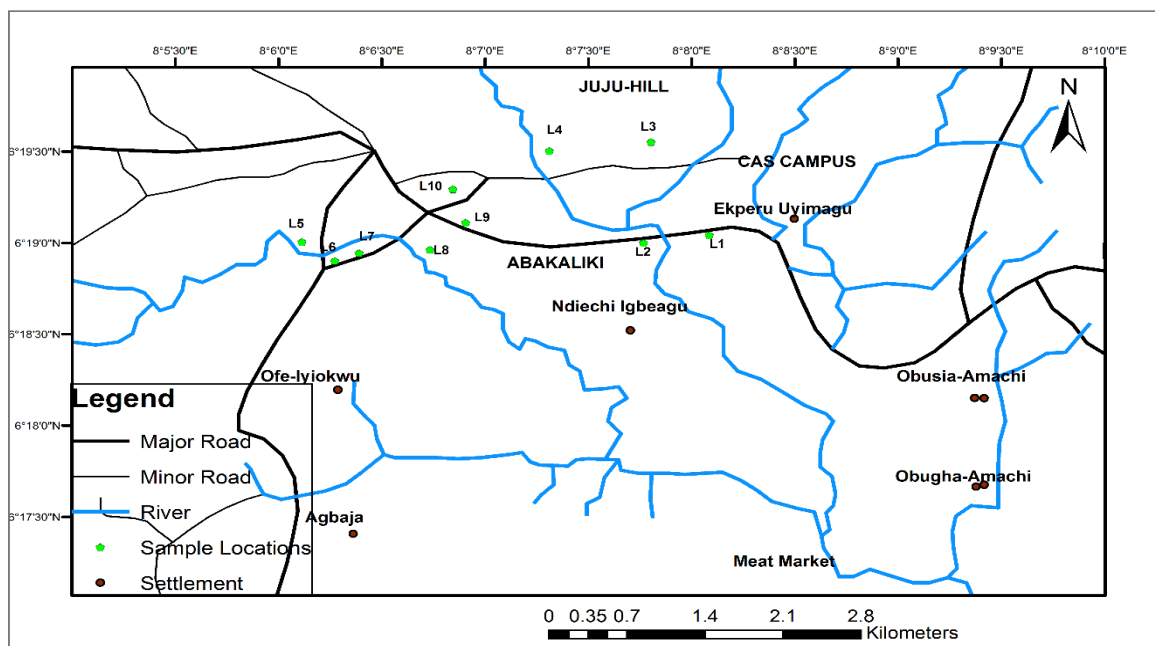 8°5'30"E 8°6'0"E 8°6'30"E 8°7'0"E 8°7'30"E 8°8'0"E 8°8'30"E 8°9'0"E 8°9'30"E 8°10'0"E
N
JUJU-HILL
L4 L3
6°19'30"N
CAS CAMPUS
L10
Ekperu Uyimagu
L9
L5
6°19'0"N
L1
L7
L2
L8
6
ABAKALIKI
Ndiechi Igbeagu
6°18'30"N
Ofe-Iyiokwu
Obusia-Amachi
Legend
6°18'0"N
Major Road
Minor Road
Obugha-Amachi
River
6°17'30"N
Agbaja
Sample Locations
Meat Market
Settlement
0 0.35 0.7 1.4 2.1 2.8
Kilometers